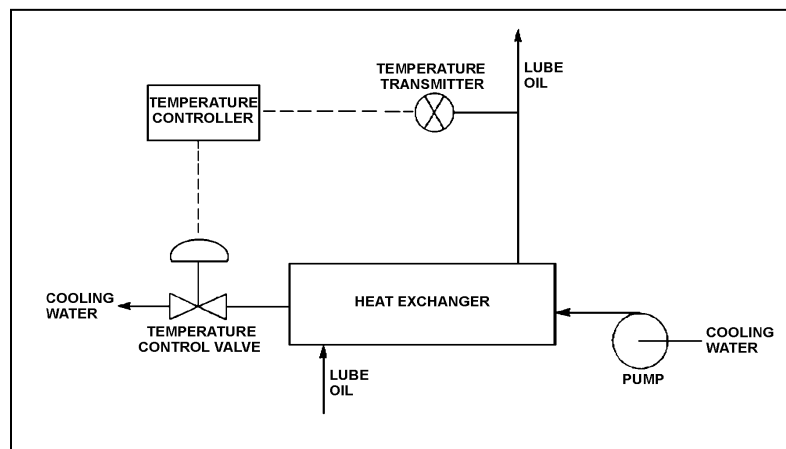 LUBE
OIL
TEMPERATURE
TRANSMITTER
TEMPERATURE
CONTROLLER
HEAT EXCHANGER
COOLING
WATER
TEMPERATURE
CONTROL VALVE
COOLING
WATER
PUMP
LUBE
OIL